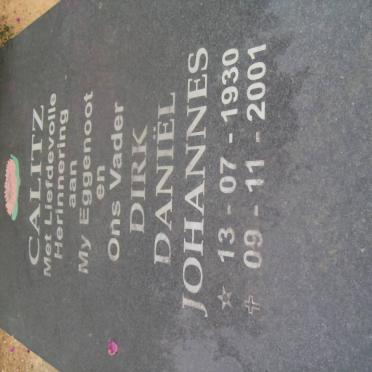 CALITZ
Met Liefdevolle
Herinnering
aan
My Eggenoot
en
Ons Vader
DIRK
DANIËL
JOHANNES
☆ 13 - 07 - 1930
✝ 09 - 11 - 2001